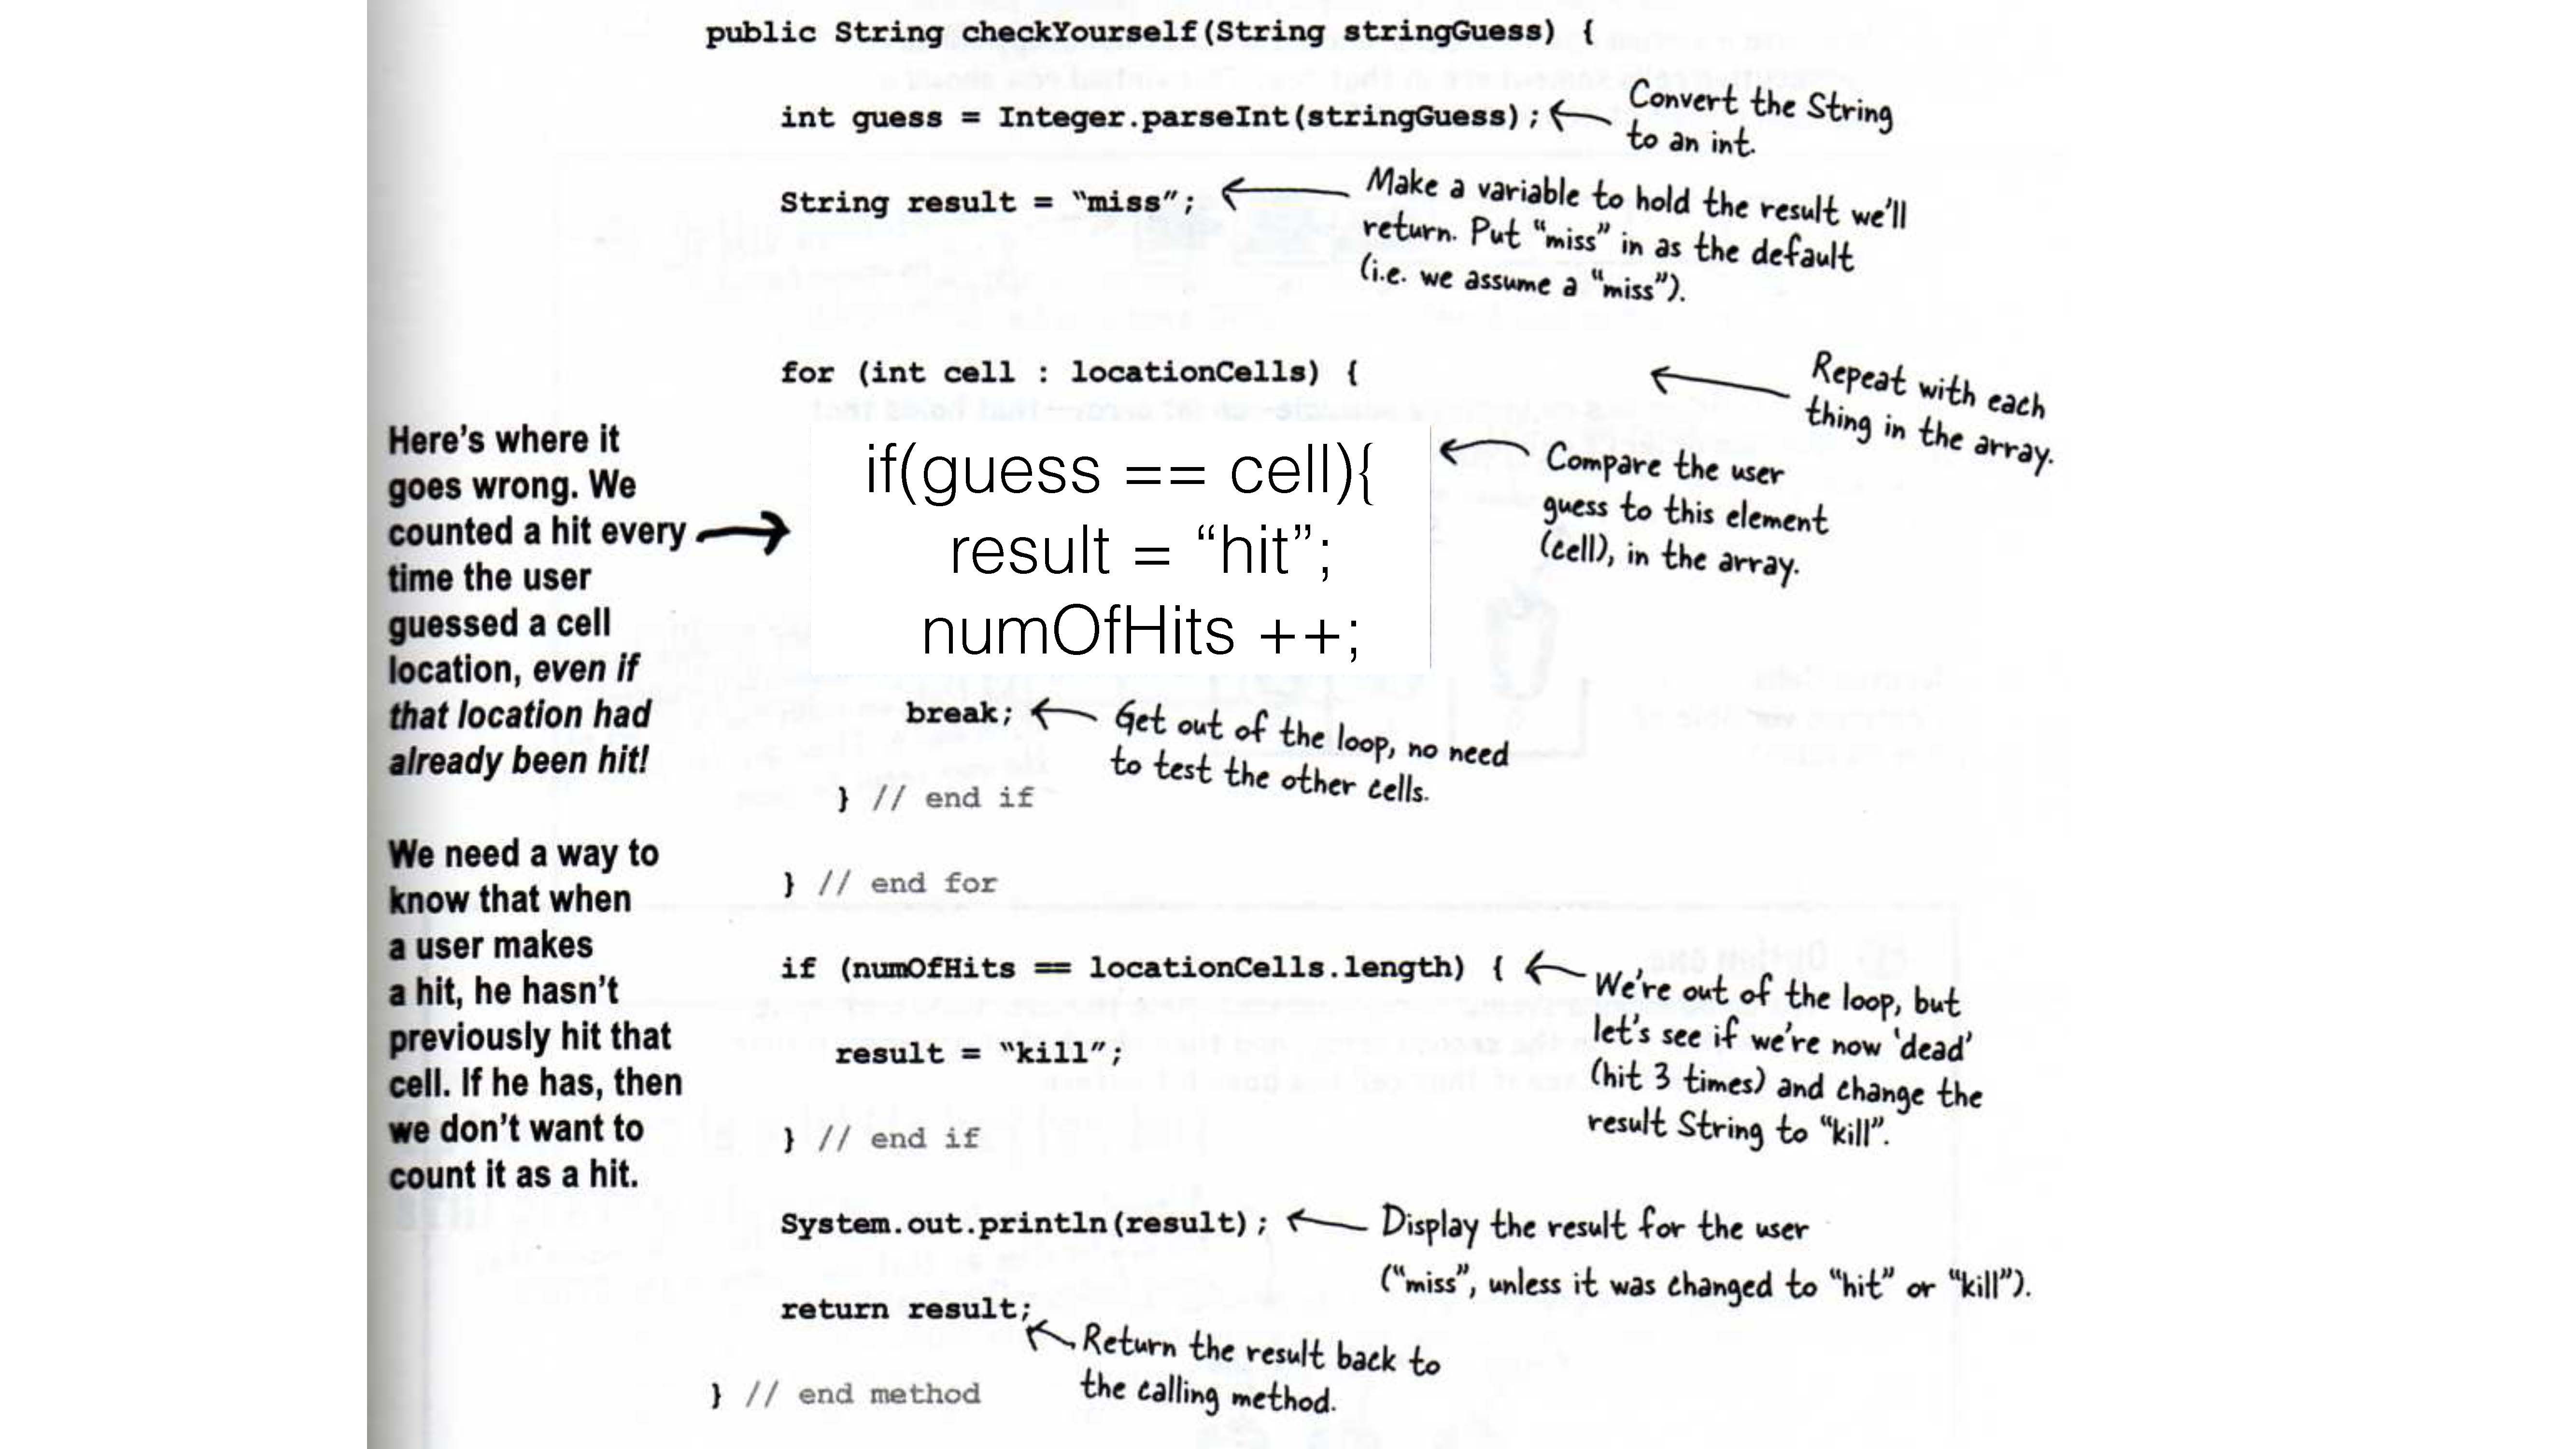 public String checkYourself(String stringGuess) {
int guess = Integer.parseInt(stringGuess);
Convert the String
to an int.
String result = “miss”;
Make a variable to hold the result we'll
return. Put “miss” in as the default
(i.e. we assume a “miss”).
for (int cell : locationCells) {
Repeat with each
thing in the array.
Here's where it
goes wrong. We
counted a hit every
time the user
guessed a cell
location, even if
that location had
already been hit!
if(guess == cell){
result = “hit”;
numOfHits ++;
Compare the user
guess to this element
(cell), in the array.
break;
Get out of the loop, no need
to test the other cells.
} // end if
We need a way to
know that when
a user makes
a hit, he hasn't
previously hit that
cell. If he has, then
we don't want to
count it as a hit.
} // end for
if (numOfHits == locationCells.length) {
We're out of the loop, but
let's see if we're now 'dead'
(hit 3 times) and change the
result String to “kill”.
result = “kill”;
} // end if
System.out.println(result);
Display the result for the user
(“miss”, unless it was changed to “hit” or “kill”).
return result;
Return the result back to
the calling method.
} // end method